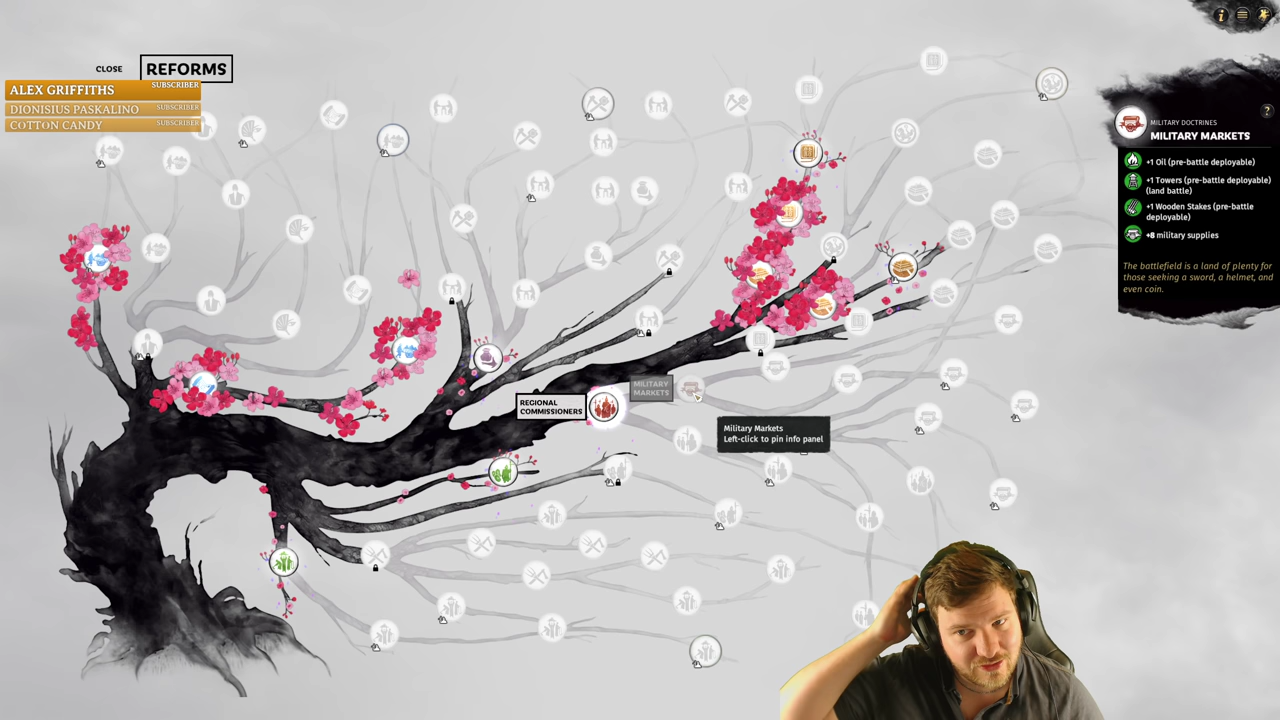 CLOSE
REFORMS
ALEX GRIFFITHS
SUBSCRIBER
DIONISIUS PASKALINO
SUBSCRIBER
COTTON CANDY
SUBSCRIBER
REGIONAL
COMMISSIONERS
MILITARY
MARKETS
Military Markets
Left-click to pin info panel
?
MILITARY DOCTRINES
MILITARY MARKETS
+1 Oil (pre-battle deployable)
+1 Towers (pre-battle deployable)
(land battle)
+1 Wooden Stakes (pre-battle
deployable)
+8 military supplies
The battlefield is a land of plenty for
those seeking a sword, a helmet, and
even coin.